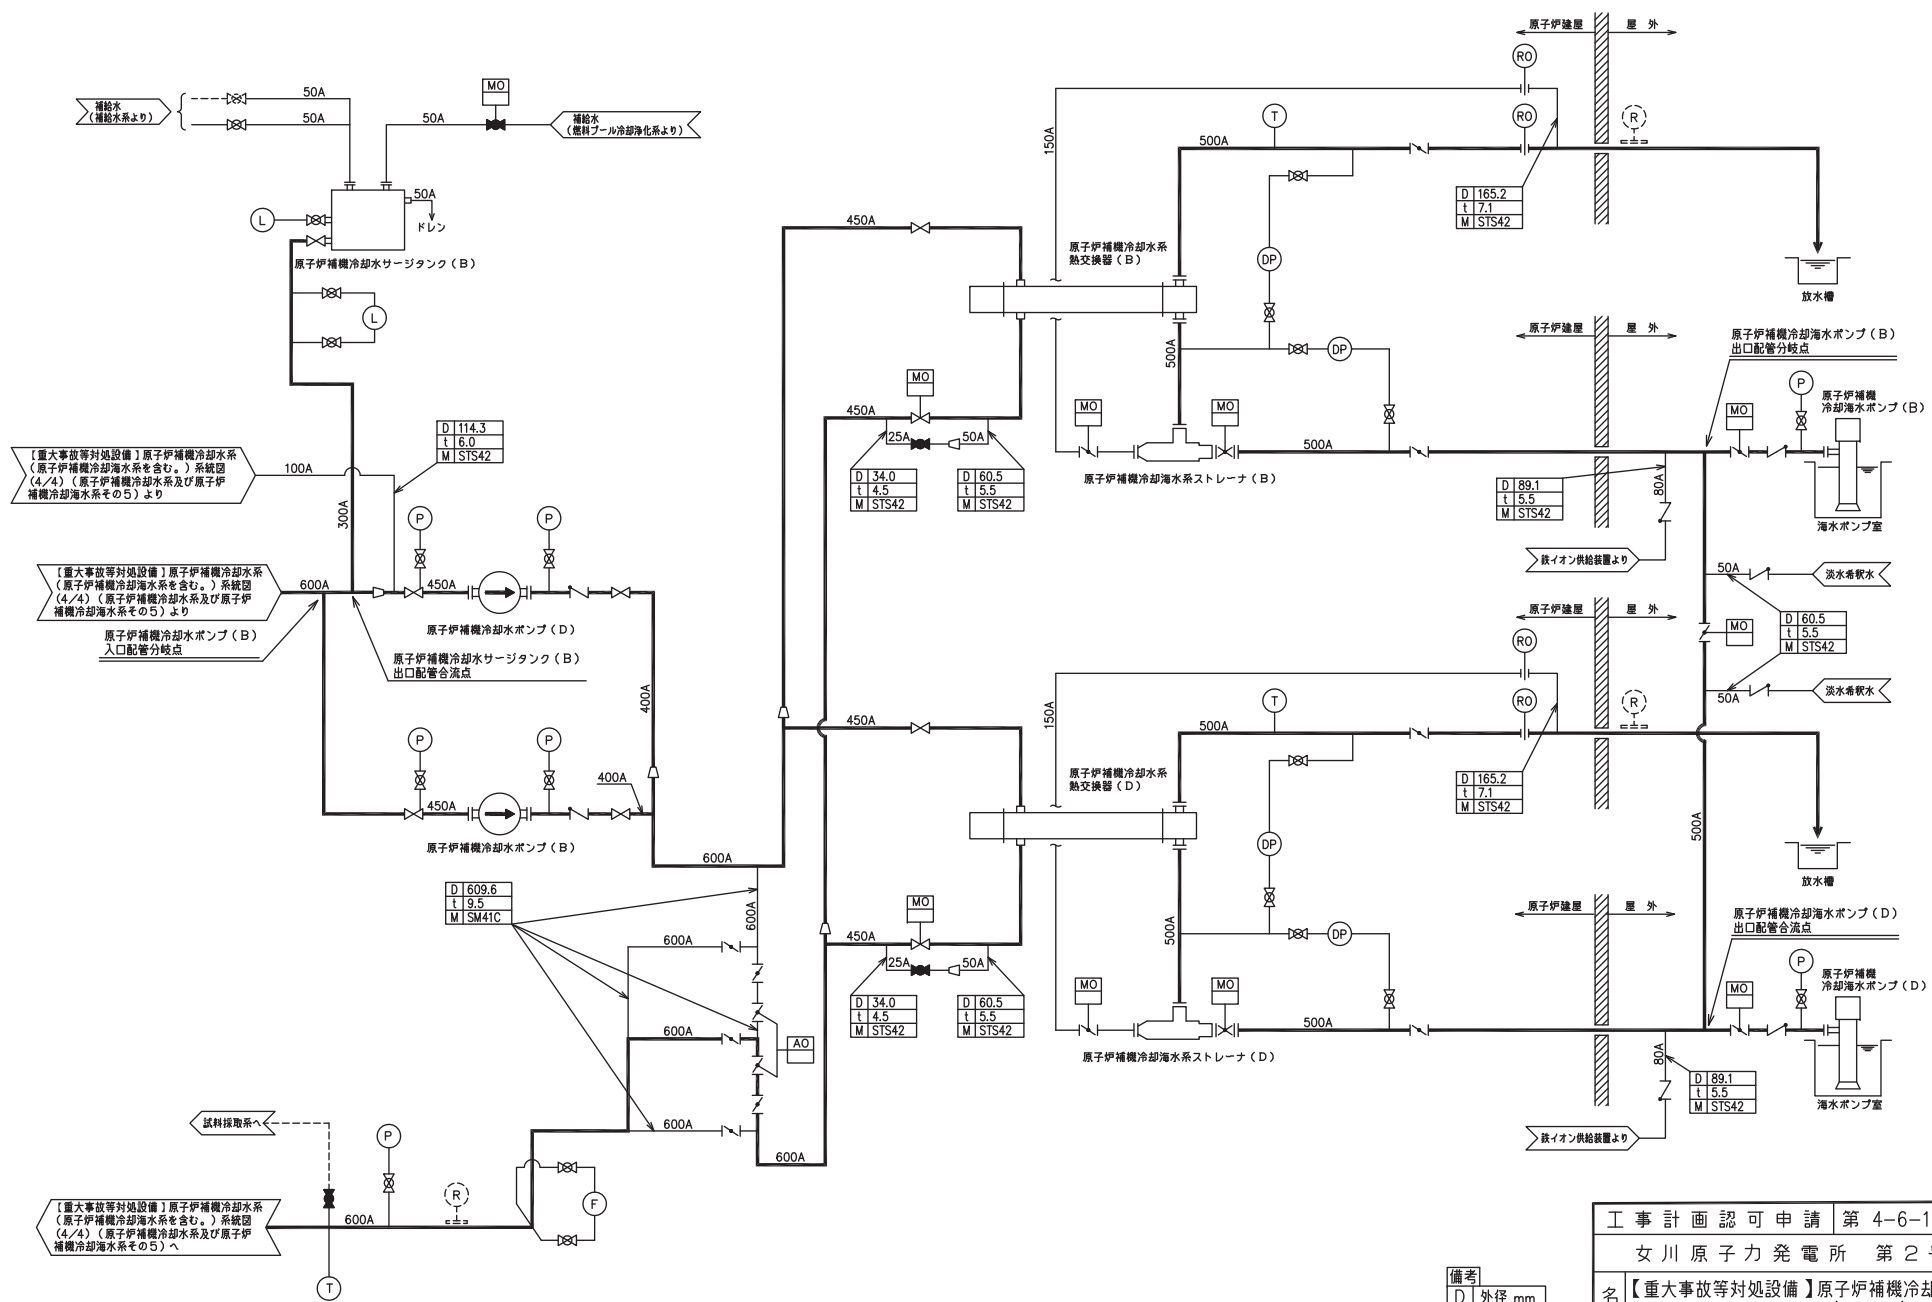 原子炉建屋
屋 外
RO
補給水
(補給水系より)
50A
50A
MO
50A
補給水
(燃料プール冷却浄化系より)
150A
T
500A
RO
R
L
50A
ドレン
D 165.2
t 7.1
M STS42
原子炉補機冷却水サージタンク(B)
450A
原子炉補機冷却水系
熱交換器(B)
DP
放水槽
L
原子炉建屋
屋 外
原子炉補機冷却海水ポンプ(B)
出口配管分岐点
500A
DP
P
原子炉補機
冷却海水ポンプ(B)
MO
450A
25A
50A
MO
MO
MO
500A
D 34.0
t 4.5
M STS42
D 60.5
t 5.5
M STS42
原子炉補機冷却海水系ストレーナ(B)
D 89.1
t 5.5
M STS42
80A
海水ポンプ室
鉄イオン供給装置より
D 114.3
t 6.0
M STS42
【重大事故等対処設備】原子炉補機冷却水系
(原子炉補機冷却海水系を含む。)系統図
(4/4)(原子炉補機冷却水系及び原子炉
補機冷却海水系その5)より
100A
300A
P
P
【重大事故等対処設備】原子炉補機冷却水系
(原子炉補機冷却海水系を含む。)系統図
(4/4)(原子炉補機冷却水系及び原子炉
補機冷却海水系その5)より
600A
450A
原子炉補機冷却水ポンプ(D)
原子炉補機冷却水ポンプ(B)
入口配管分岐点
原子炉補機冷却水サージタンク(B)
出口配管合流点
400A
50A
淡水希釈水
D 60.5
t 5.5
M STS42
MO
50A
淡水希釈水
原子炉建屋
屋 外
RO
150A
T
500A
RO
R
450A
D 165.2
t 7.1
M STS42
原子炉補機冷却水系
熱交換器(D)
DP
500A
放水槽
P
P
400A
450A
原子炉補機冷却水ポンプ(B)
600A
D 609.6
t 9.5
M SM41C
600A
600A
600A
AO
600A
600A
MO
450A
25A
50A
D 34.0
t 4.5
M STS42
D 60.5
t 5.5
M STS42
原子炉建屋
屋 外
原子炉補機冷却海水ポンプ(D)
出口配管合流点
500A
DP
P
原子炉補機
冷却海水ポンプ(D)
MO
MO
MO
500A
原子炉補機冷却海水系ストレーナ(D)
80A
D 89.1
t 5.5
M STS42
海水ポンプ室
鉄イオン供給装置より
試料採取系へ
P
R
F
【重大事故等対処設備】原子炉補機冷却水系
(原子炉補機冷却海水系を含む。)系統図
(4/4)(原子炉補機冷却水系及び原子炉
補機冷却海水系その5)へ
600A
T
工事計画認可申請
第 4-6-1
女川原子力発電所 第2
備考
D 外径 mm
名
【重大事故等対処設備】原子炉補機冷却